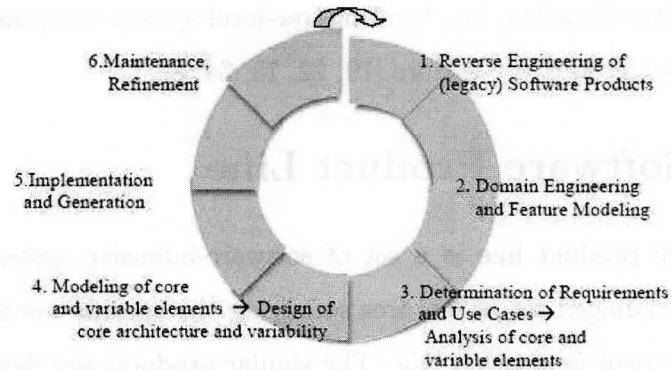 6.Maintenance,
Refinement
1. Reverse Engineering of
(legacy) Software Products
5.Implementation
and Generation
2. Domain Engineering
and Feature Modeling
4. Modeling of core
and variable elements → Design of
core architecture and variability
3. Determination of Requirements
and Use Cases →
Analysis of core and
variable elements